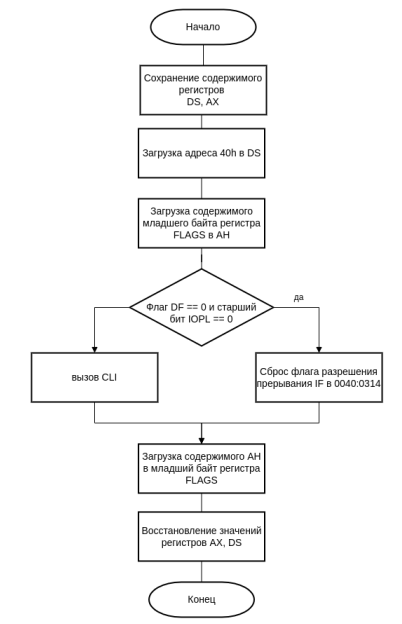 Начало
Сохранение содержимого
регистров
DS, AX
Загрузка адреса 40h в DS
Загрузка содержимого
младшего байта регистра
FLAGS в AH
Флаг DF == 0 и старший
бит IOPL == 0
да
вызов CLI
Сброс флага разрешения
прерывания IF в 0040:0314
Загрузка содержимого AH
в младший байт регистра
FLAGS
Восстановление значений
регистров AX, DS
Конец